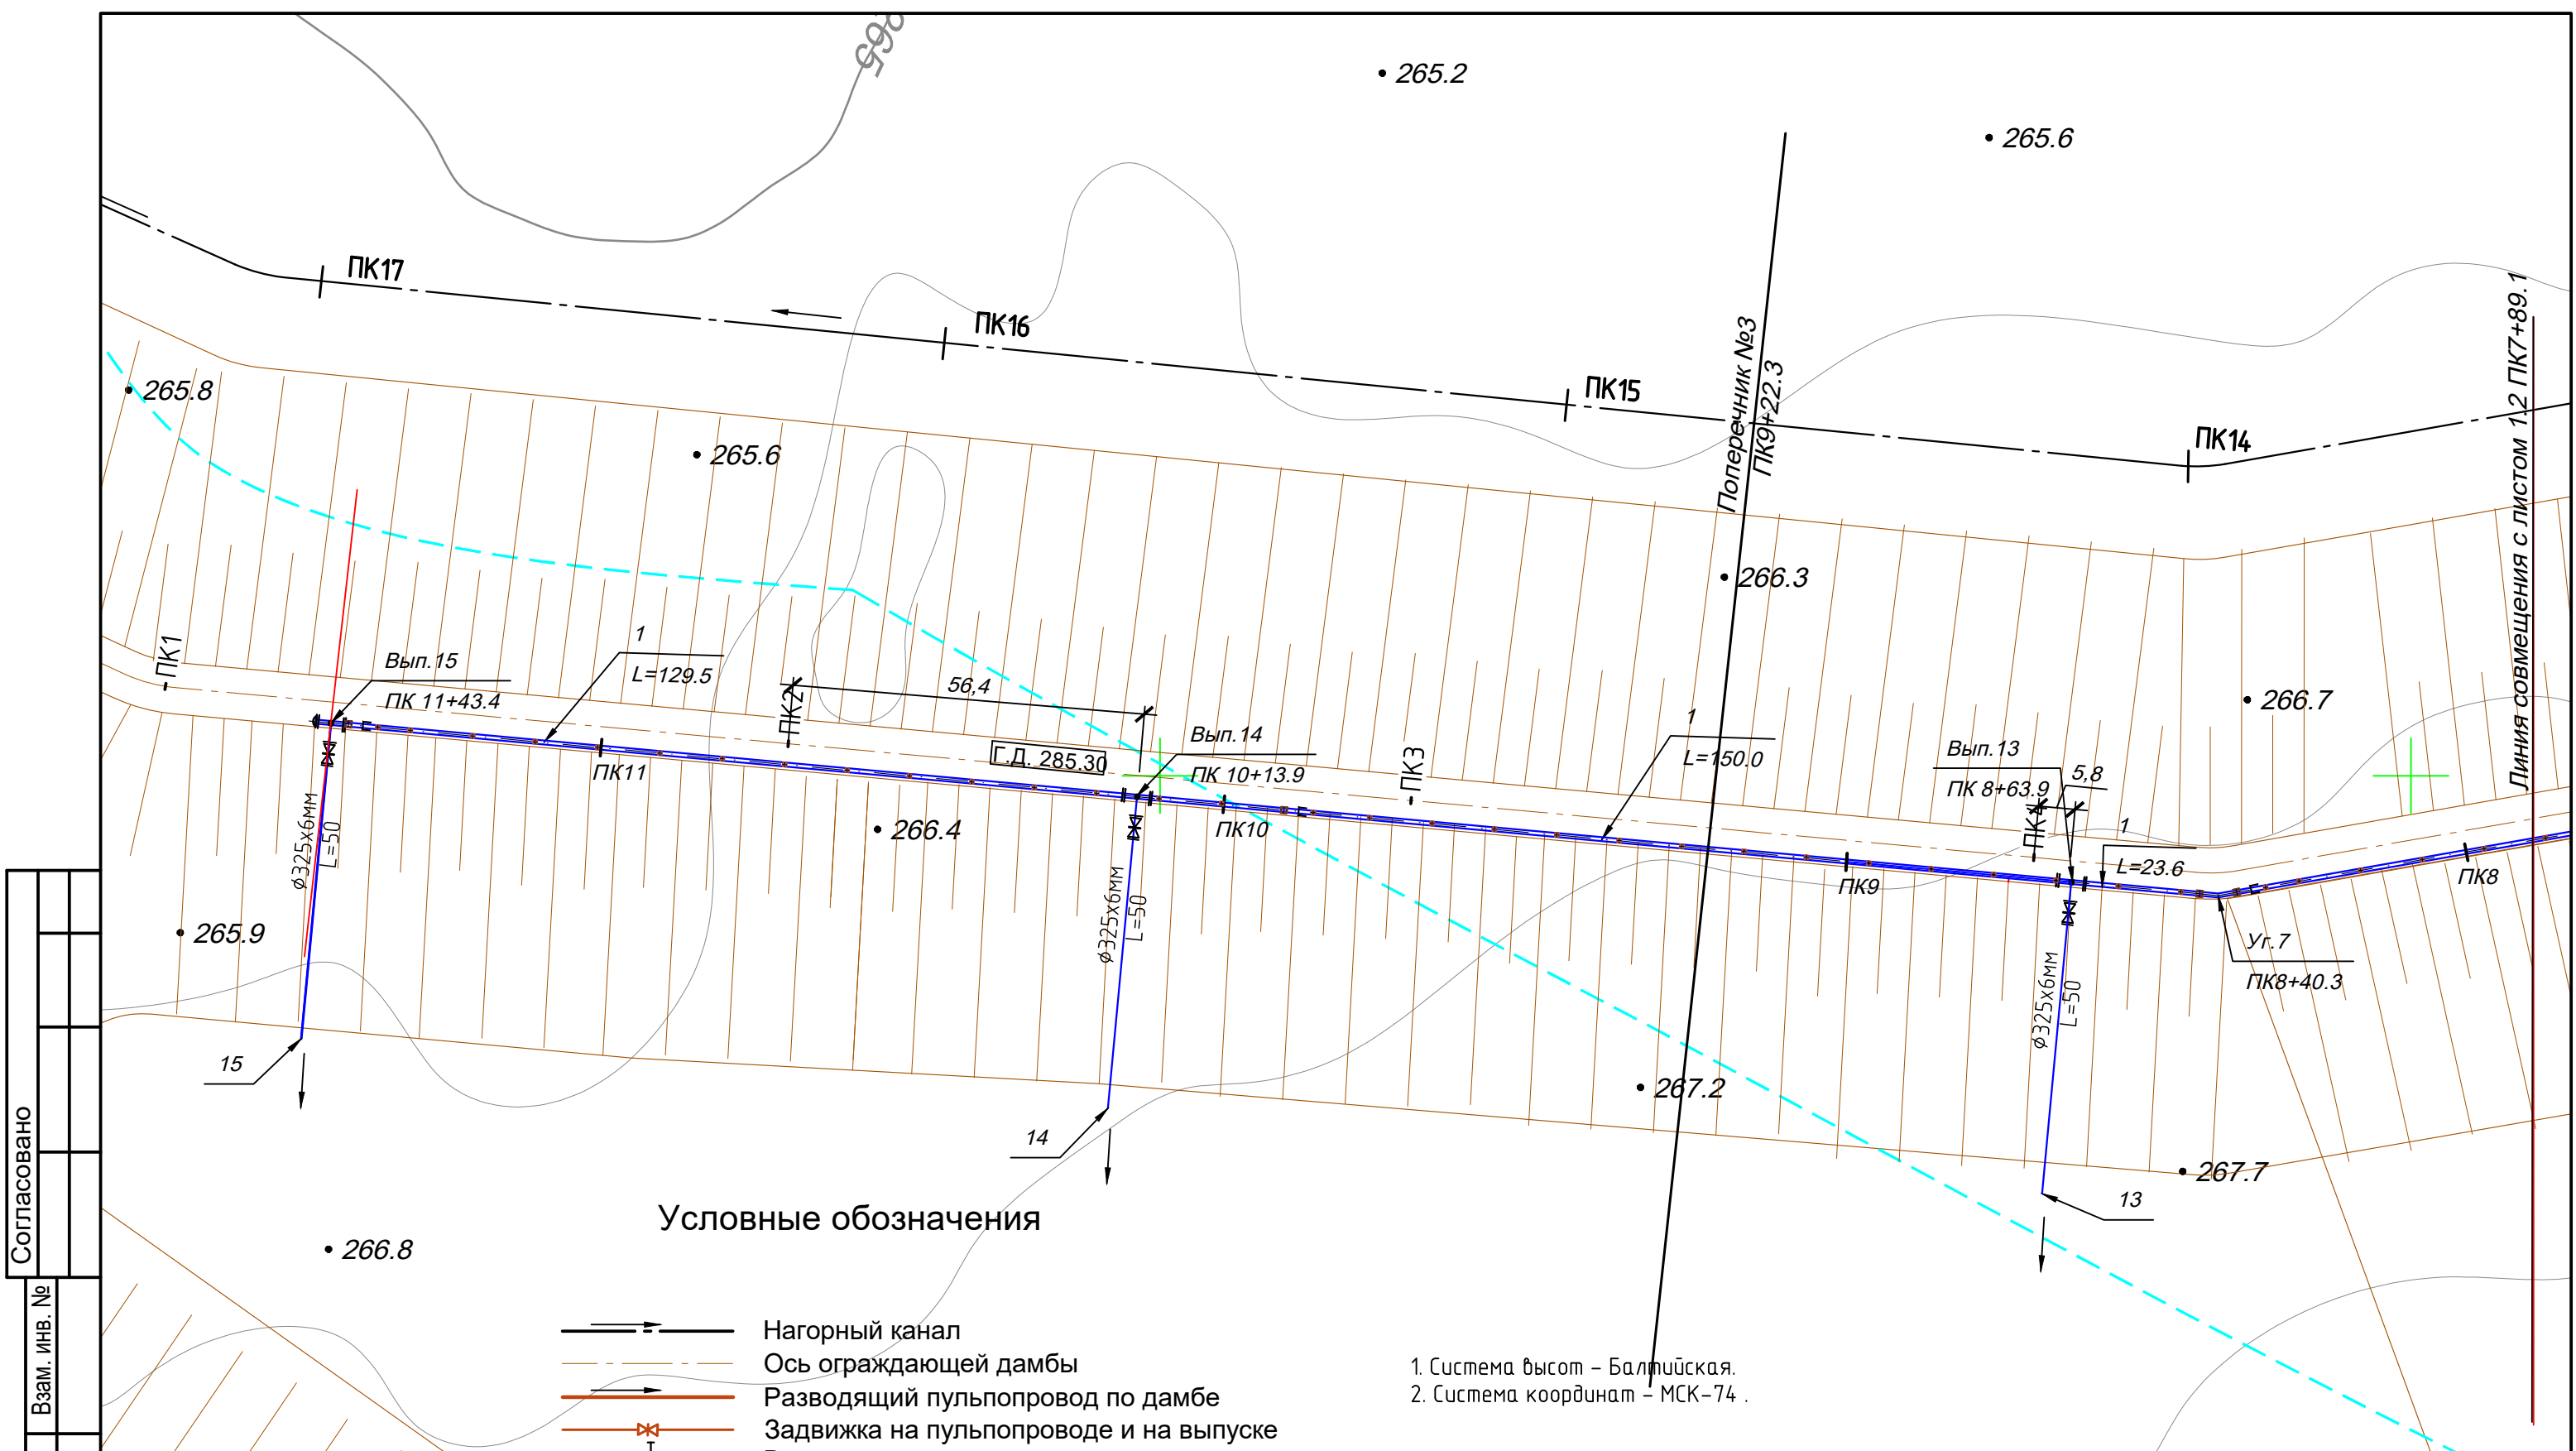 265
265.2
265.6
ПК17
ПК16
ПК15
ПК14
Поперечник №3
ПК9+22.3
Линия совмещения с листом 1.2 ПК7+89.1
265.8
265.6
266.3
266.7
ПК1
Вып.15
ПК 11+43.4
1
L=129.5
ПК2
56,4
Г.Д. 285.30
Вып.14
ПК 10+13.9
ПК3
1
L=150.0
Вып.13
ПК 8+63.9
5,8
ПК4
1
L=23.6
ПК11
ПК10
ПК9
ПК8
ϕ325х6мм
L=50
266.4
ϕ325х6мм
L=50
ϕ325х6мм
L=50
Уг.7
ПК8+40.3
265.9
15
14
13
267.2
267.7
266.8
Согласовано
Взам. инв. №
Условные обозначения
Нагорный канал
Ось ограждающей дамбы
Разводящий пульпопровод по дамбе
Задвижка на пульпопроводе и на выпуске
1. Система высот – Балтийская.
2. Система координат – МСК–74 .